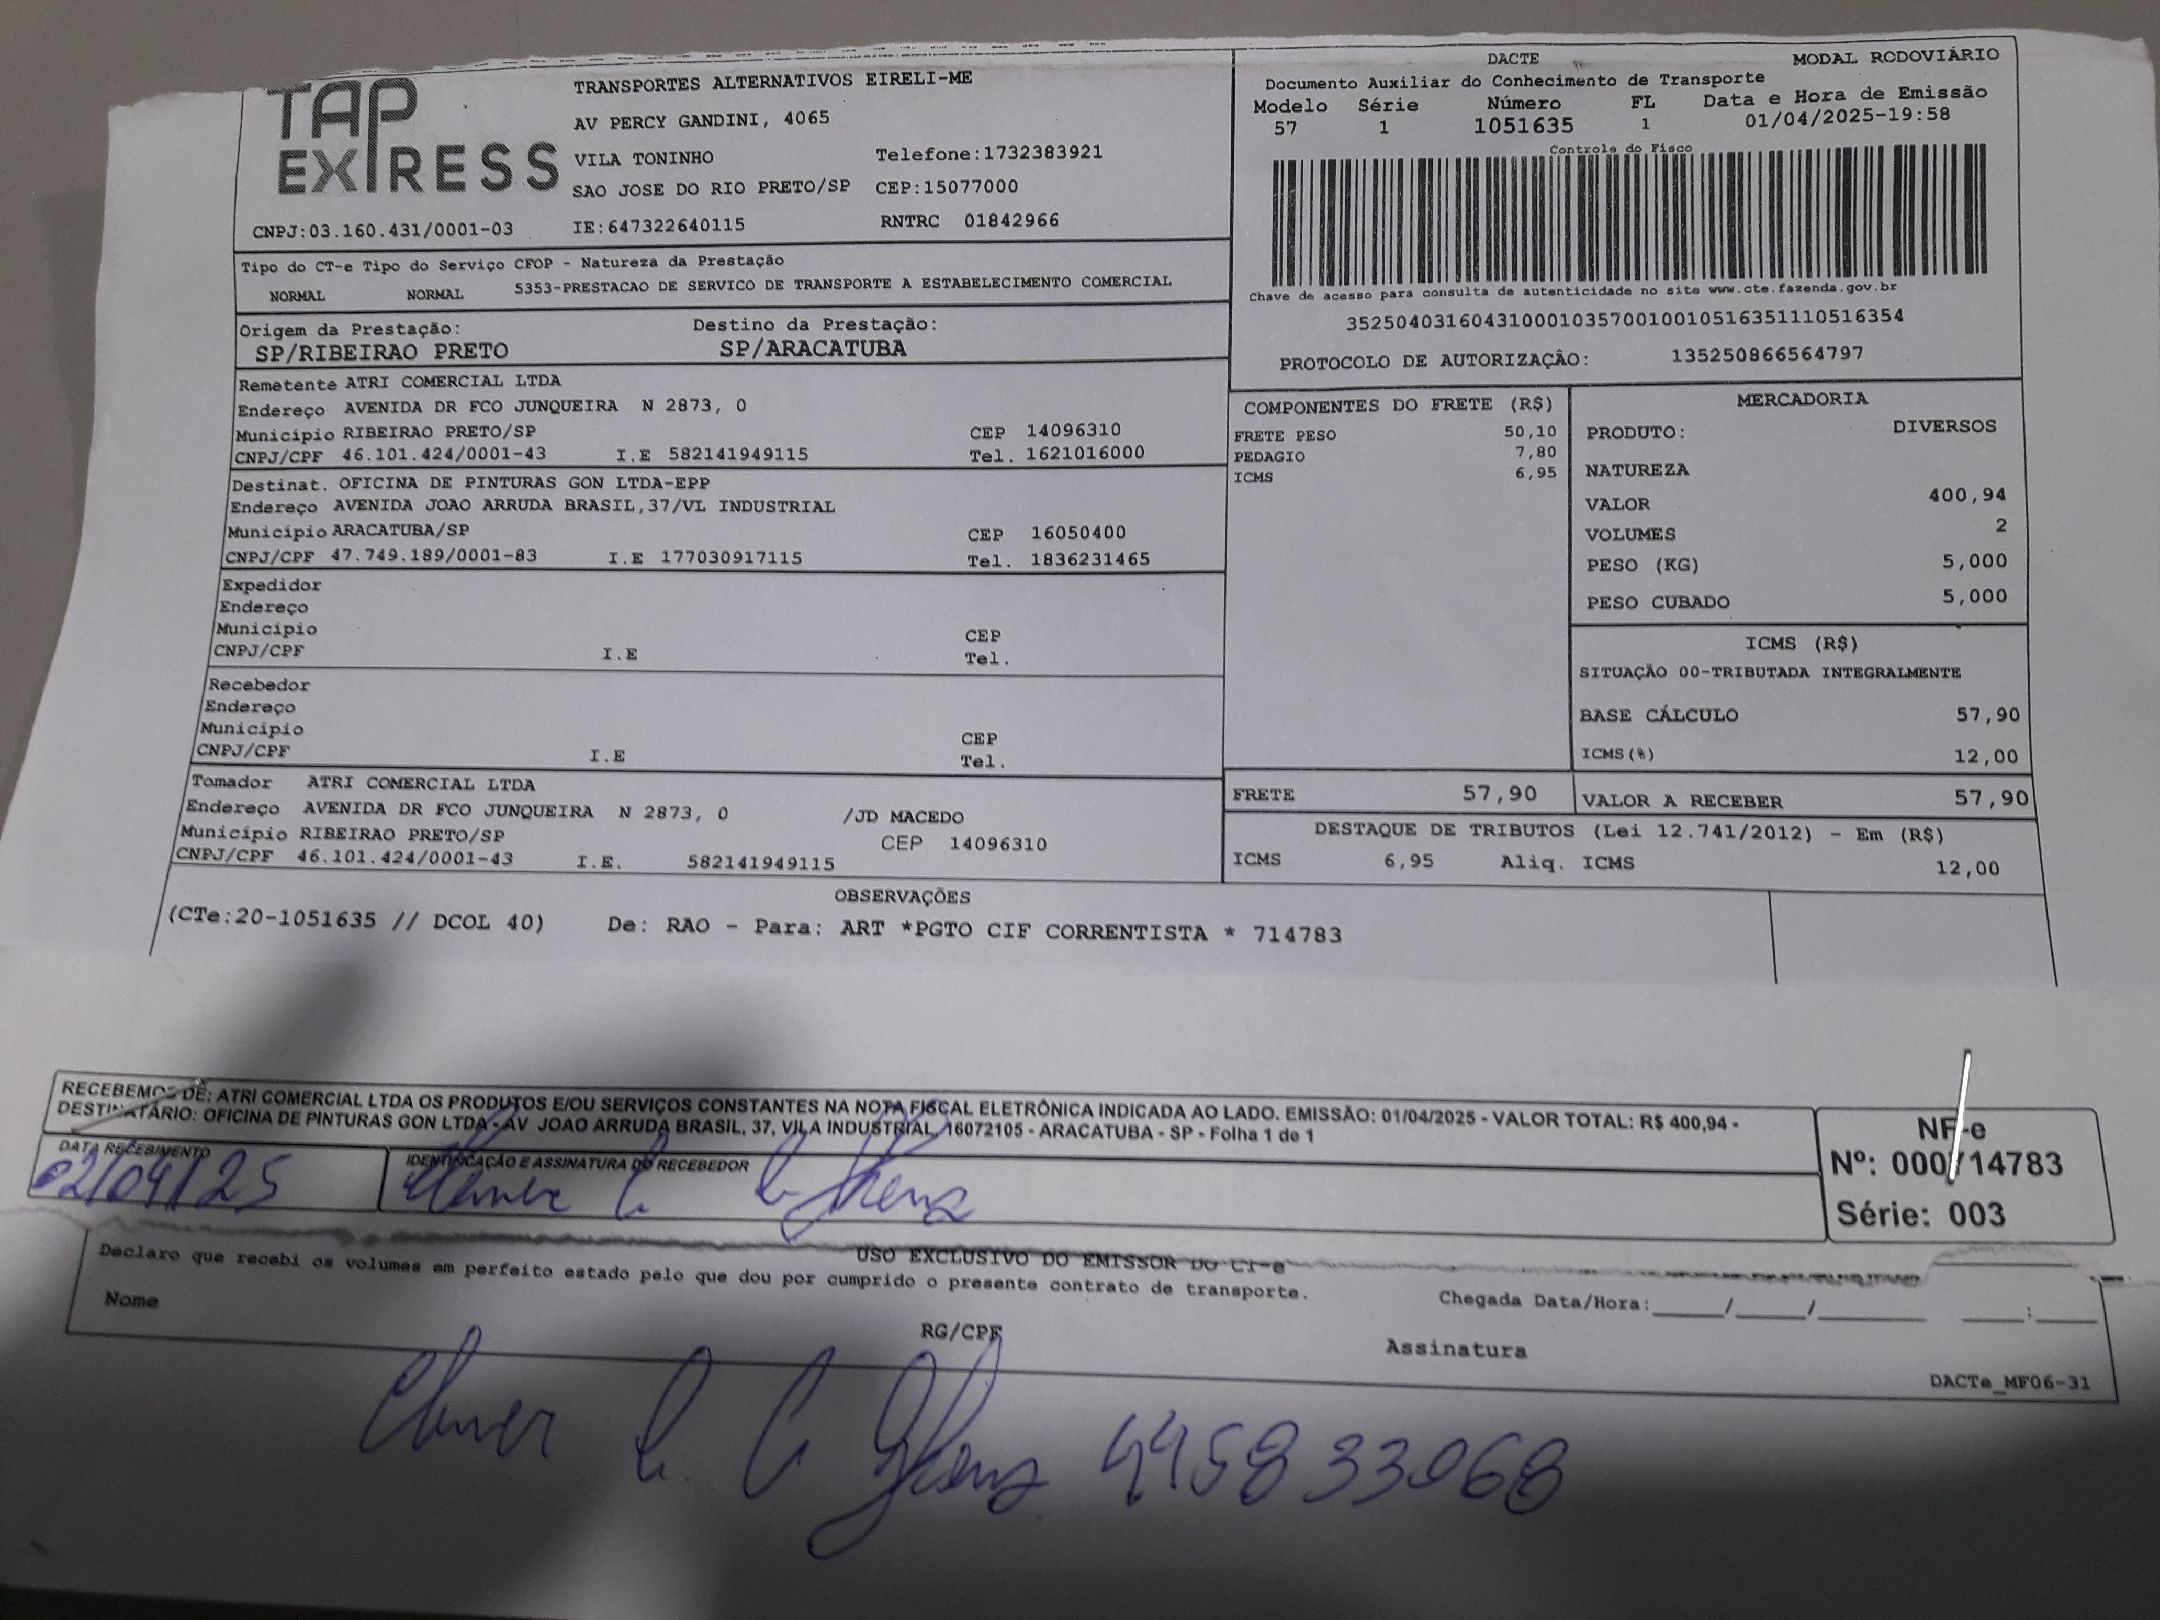 TAP EXPRESS
TRANSPORTES ALTERNATIVOS EIRELI-ME
AV PERCY GANDINI, 4065
VILA TONINHO Telefone:1732383921
SAO JOSE DO RIO PRETO/SP CEP:15077000
CNPJ:03.160.431/0001-03 IE:647322640115 RNTRC 01842966
DACTE MODAL RODOVIÁRIO
Documento Auxiliar do Conhecimento de Transporte
Modelo Série Número FL Data e Hora de Emissão
57 1 1051635 1 01/04/2025-19:58
Controle do Fisco
Chave de acesso para consulta de autenticidade no site www.cte.fazenda.gov.br
35250403160431000103570010010516351110516354
PROTOCOLO DE AUTORIZAÇÂO: 135250866564797
Tipo do CT-e Tipo do Serviço CFOP - Natureza da Prestação
NORMAL NORMAL 5353-PRESTACAO DE SERVICO DE TRANSPORTE A ESTABELECIMENTO COMERCIAL
Origem da Prestação: Destino da Prestação:
SP/RIBEIRAO PRETO SP/ARACATUBA
Remetente ATRI COMERCIAL LTDA
Endereço AVENIDA DR FCO JUNQUEIRA N 2873, 0
Município RIBEIRAO PRETO/SP CEP 14096310
CNPJ/CPF 46.101.424/0001-43 I.E 582141949115 Tel. 1621016000
Destinat. OFICINA DE PINTURAS GON LTDA-EPP
Endereço AVENIDA JOAO ARRUDA BRASIL,37/VL INDUSTRIAL
Município ARACATUBA/SP CEP 16050400
CNPJ/CPF 47.749.189/0001-83 I.E 177030917115 Tel. 1836231465
Expedidor
Endereço
Município CEP
CNPJ/CPF I.E Tel.
Recebedor
Endereço
Município CEP
CNPJ/CPF I.E Tel.
Tomador ATRI COMERCIAL LTDA
Endereço AVENIDA DR FCO JUNQUEIRA N 2873, 0 /JD MACEDO
Município RIBEIRAO PRETO/SP CEP 14096310
CNPJ/CPF 46.101.424/0001-43 I.E. 582141949115
COMPONENTES DO FRETE (R$)
FRETE PESO 50,10
PEDAGIO 7,80
ICMS 6,95
MERCADORIA
PRODUTO: DIVERSOS
NATUREZA
VALOR 400,94
VOLUMES 2
PESO (KG) 5,000
PESO CUBADO 5,000
ICMS (R$)
SITUAÇÃO 00-TRIBUTADA INTEGRALMENTE
BASE CÁLCULO 57,90
ICMS(%) 12,00
FRETE 57,90 VALOR A RECEBER 57,90
DESTAQUE DE TRIBUTOS (Lei 12.741/2012) - Em (R$)
ICMS 6,95 Aliq. ICMS 12,00
OBSERVAÇÕES
(CTe:20-1051635 // DCOL 40) De: RAO - Para: ART *PGTO CIF CORRENTISTA * 714783
RECEBEMOS DE: ATRI COMERCIAL LTDA OS PRODUTOS E/OU SERVIÇOS CONSTANTES NA NOTA FISCAL ELETRÔNICA INDICADA AO LADO. EMISSÃO: 01/04/2025 - VALOR TOTAL: R$ 400,94 -
DESTINATÁRIO: OFICINA DE PINTURAS GON LTDA - AV JOAO ARRUDA BRASIL, 37, VILA INDUSTRIAL, 16072105 - ARACATUBA - SP - Folha 1 de 1
DATA RECEBIMENTO IDENTIFICAÇÃO E ASSINATURA DO RECEBEDOR
02/04/25
NF-e
Nº: 000714783
Série: 003
USO EXCLUSIVO DO EMISSOR DO CT-e
Declaro que recebi os volumes em perfeito estado pelo que dou por cumprido o presente contrato de transporte.
Nome RG/CPF Assinatura Chegada Data/Hora:_____/_____/_______ ____:____
DACTe_MF06-31
445833068